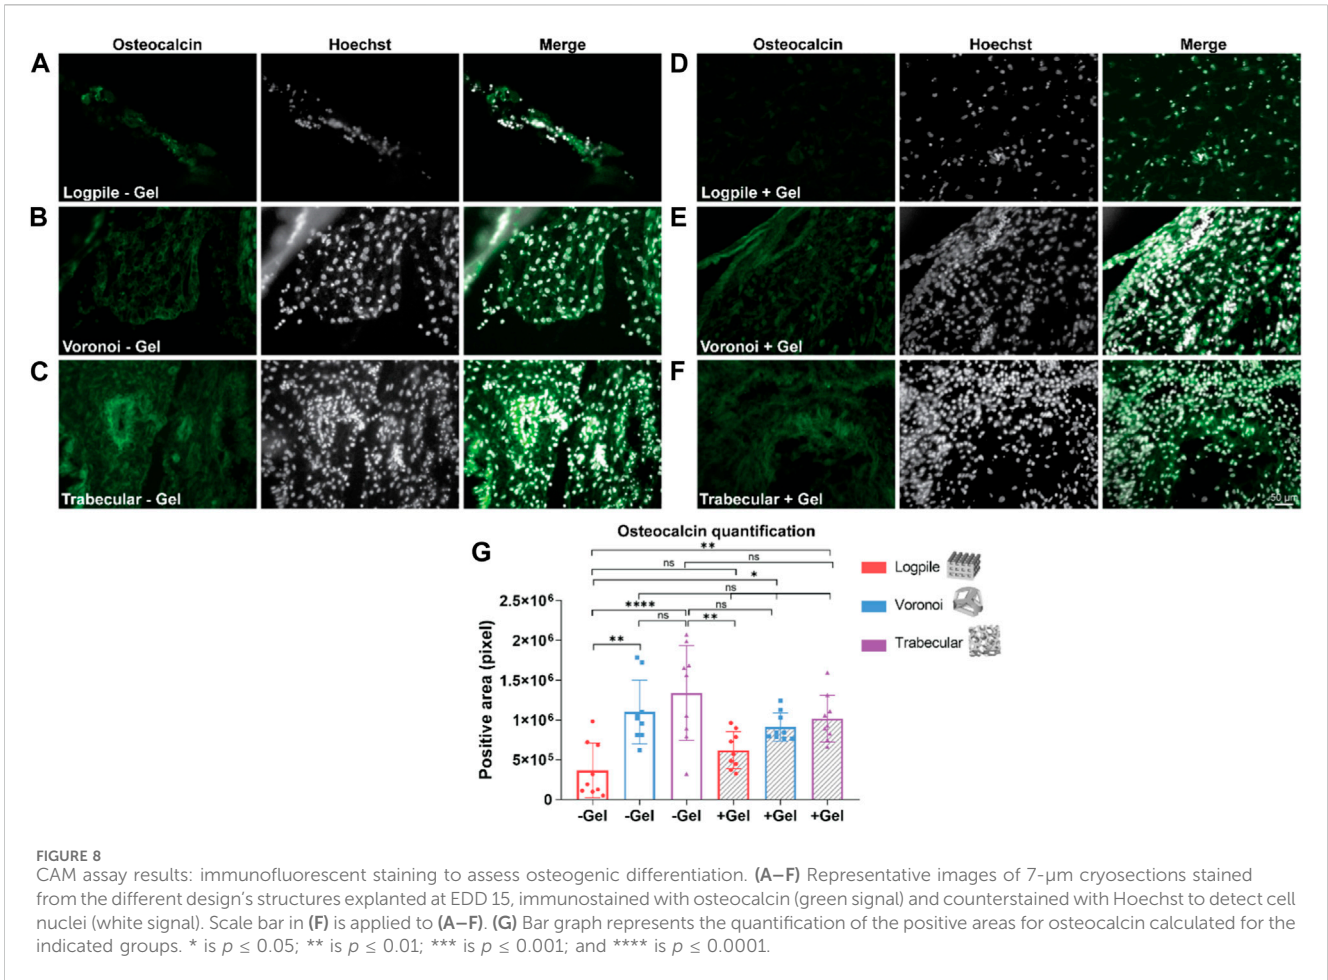 Osteocalcin Hoechst Merge Osteocalcin Hoechst Merge
A D
Logpile - Gel Logpile + Gel
B E
Voronoi - Gel Voronoi + Gel
C F
Trabecular - Gel Trabecular + Gel
50 µm
G
Osteocalcin quantification
**
ns
ns
*
ns
****
ns
ns
**
**
Positive area (pixel)
2.5×10⁶
2×10⁶
1.5×10⁶
1×10⁶
5×10⁵
0
-Gel -Gel -Gel +Gel +Gel +Gel
Logpile
Voronoi
Trabecular
FIGURE 8
CAM assay results: immunofluorescent staining to assess osteogenic differentiation. (A–F) Representative images of 7-µm cryosections stained
from the different design's structures explanted at EDD 15, immunostained with osteocalcin (green signal) and counterstained with Hoechst to detect cell
nuclei (white signal). Scale bar in (F) is applied to (A–F). (G) Bar graph represents the quantification of the positive areas for osteocalcin calculated for the
indicated groups. * is p ≤ 0.05; ** is p ≤ 0.01; *** is p ≤ 0.001; and **** is p ≤ 0.0001.